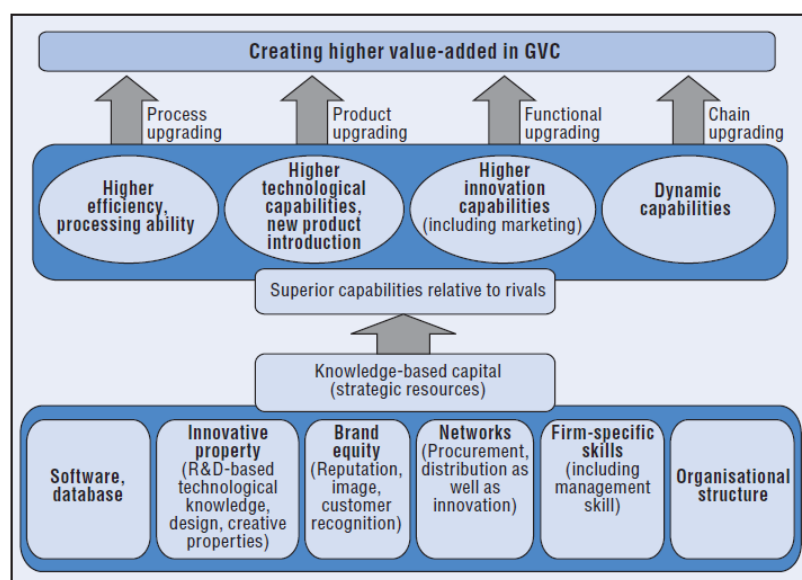 Creating higher value-added in GVC
Process
upgrading
Product
upgrading
Functional
upgrading
Chain
upgrading
Higher
efficiency,
processing ability
Higher
technological
capabilities,
new product
introduction
Higher
innovation
capabilities
(including marketing)
Dynamic
capabilities
Superior capabilities relative to rivals
Knowledge-based capital
(strategic resources)
Software,
database
Innovative
property
(R&D-based
technological
knowledge,
design, creative
properties)
Brand
equity
(Reputation,
image,
customer
recognition)
Networks
(Procurement,
distribution as
well as
innovation)
Firm-specific
skills
(including
management
skill)
Organisational
structure